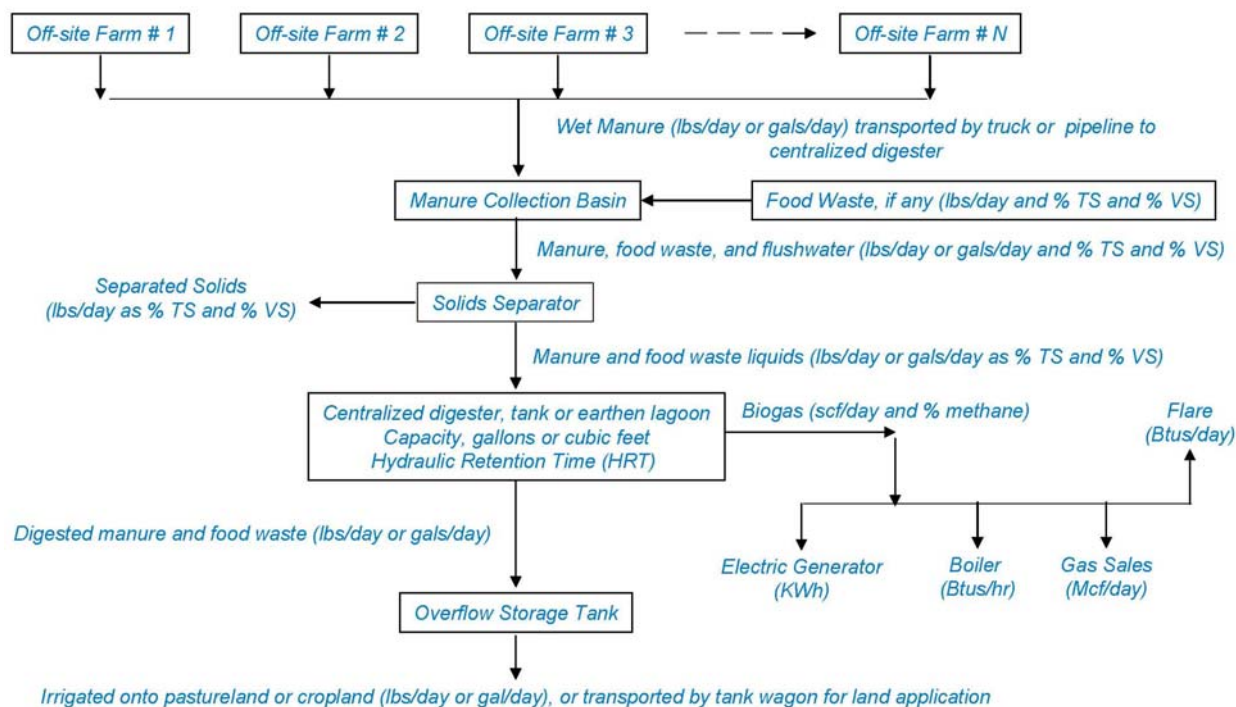 Off-site Farm # 1
Off-site Farm # 2
Off-site Farm # 3
Off-site Farm # N
Wet Manure (lbs/day or gals/day) transported by truck or pipeline to
centralized digester
Manure Collection Basin
Food Waste, if any (lbs/day and % TS and % VS)
Manure, food waste, and flushwater (lbs/day or gals/day and % TS and % VS)
Separated Solids
(lbs/day as % TS and % VS)
Solids Separator
Manure and food waste liquids (lbs/day or gals/day as % TS and % VS)
Centralized digester, tank or earthen lagoon
Capacity, gallons or cubic feet
Hydraulic Retention Time (HRT)
Biogas (scf/day and % methane)
Flare
(Btus/day)
Digested manure and food waste (lbs/day or gals/day)
Electric Generator
(KWh)
Boiler
(Btus/hr)
Gas Sales
(Mcf/day)
Overflow Storage Tank
Irrigated onto pastureland or cropland (lbs/day or gal/day), or transported by tank wagon for land application